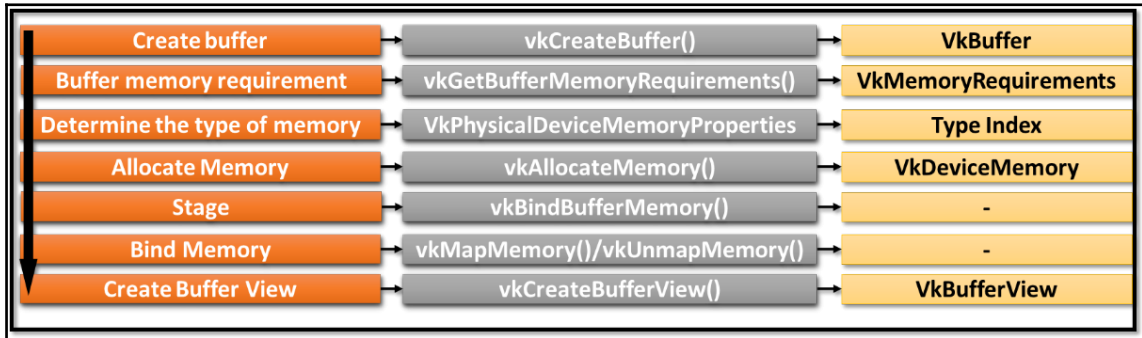 Create buffer vkCreateBuffer() VkBuffer
Buffer memory requirement vkGetBufferMemoryRequirements() VkMemoryRequirements
Determine the type of memory VkPhysicalDeviceMemoryProperties Type Index
Allocate Memory vkAllocateMemory() VkDeviceMemory
Stage vkBindBufferMemory() -
Bind Memory vkMapMemory()/vkUnmapMemory() -
Create Buffer View vkCreateBufferView() VkBufferView